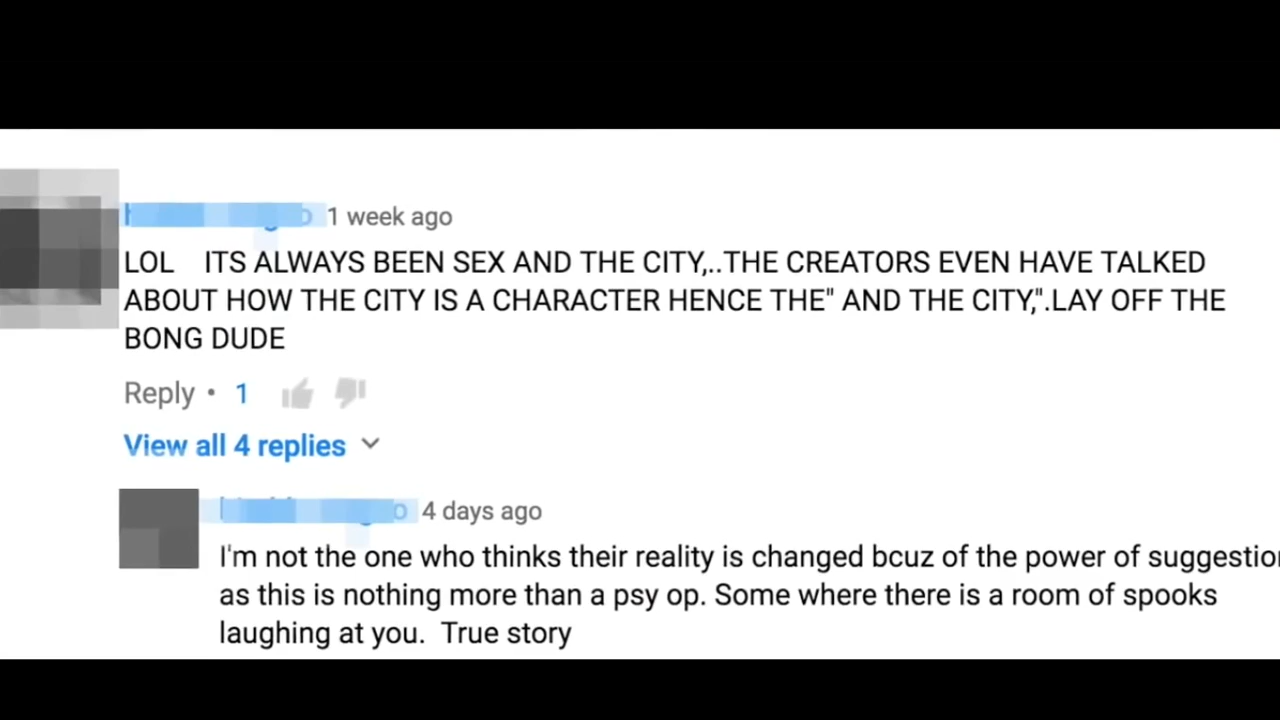 1 week ago
LOL ITS ALWAYS BEEN SEX AND THE CITY,..THE CREATORS EVEN HAVE TALKED
ABOUT HOW THE CITY IS A CHARACTER HENCE THE" AND THE CITY,".LAY OFF THE
BONG DUDE
Reply • 1
View all 4 replies
4 days ago
I'm not the one who thinks their reality is changed bcuz of the power of suggestion
as this is nothing more than a psy op. Some where there is a room of spooks
laughing at you. True story